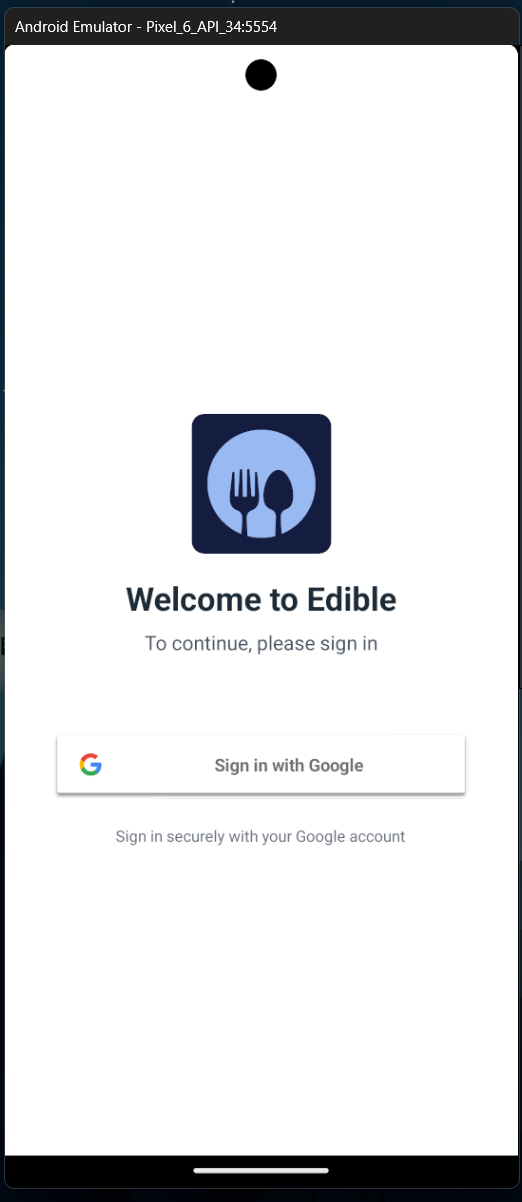 Android Emulator - Pixel_6_API_34:5554
Welcome to Edible
To continue, please sign in
Sign in with Google
Sign in securely with your Google account